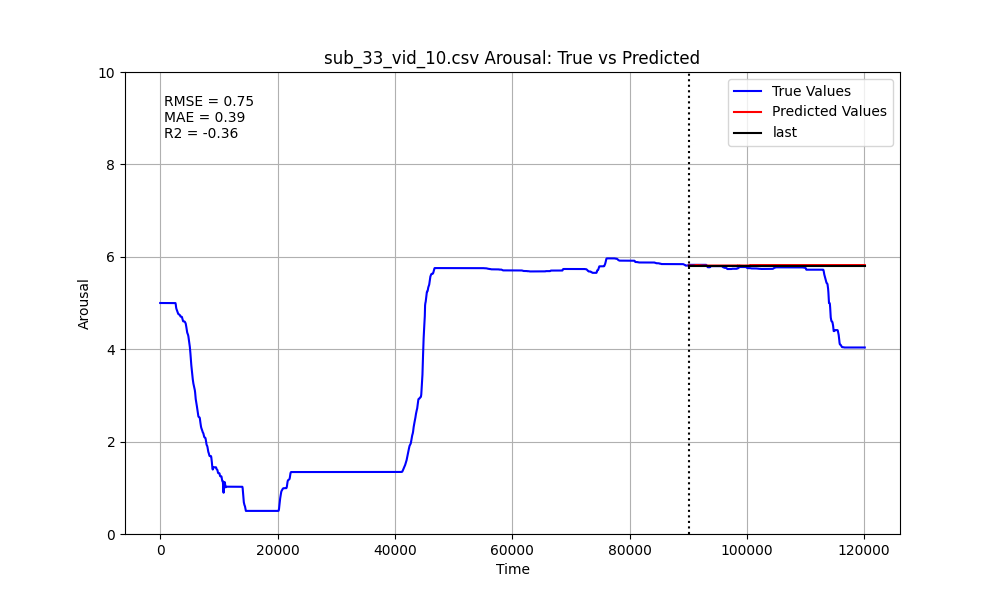 sub_33_vid_10.csv Arousal: True vs Predicted
RMSE = 0.75
MAE = 0.39
R2 = -0.36
True Values
Predicted Values
last
10
8
6
4
2
0
Arousal
0
20000
40000
60000
80000
100000
120000
Time